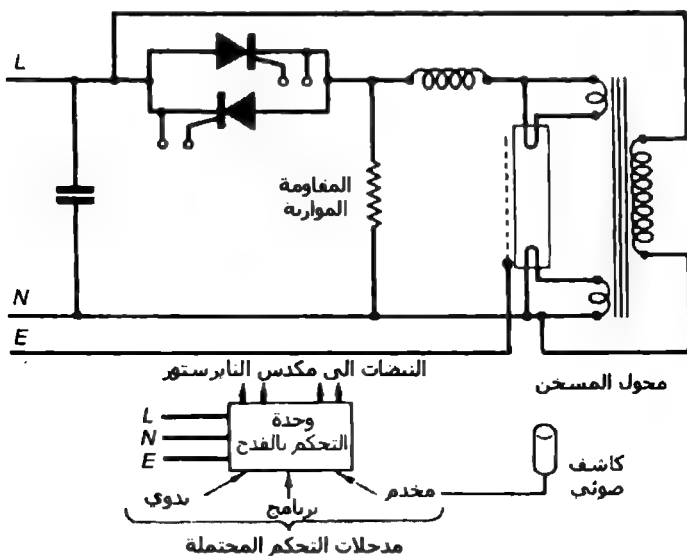 L
المقاومة
الموازية
N
E
محول المسخن
النبضات الى مكدس الثايرستور
L
N
E
وحدة
التحكم بالقدح
كاشف
ضوئي
يدوي
برنامج
مخدم
مدخلات التحكم المحتملة